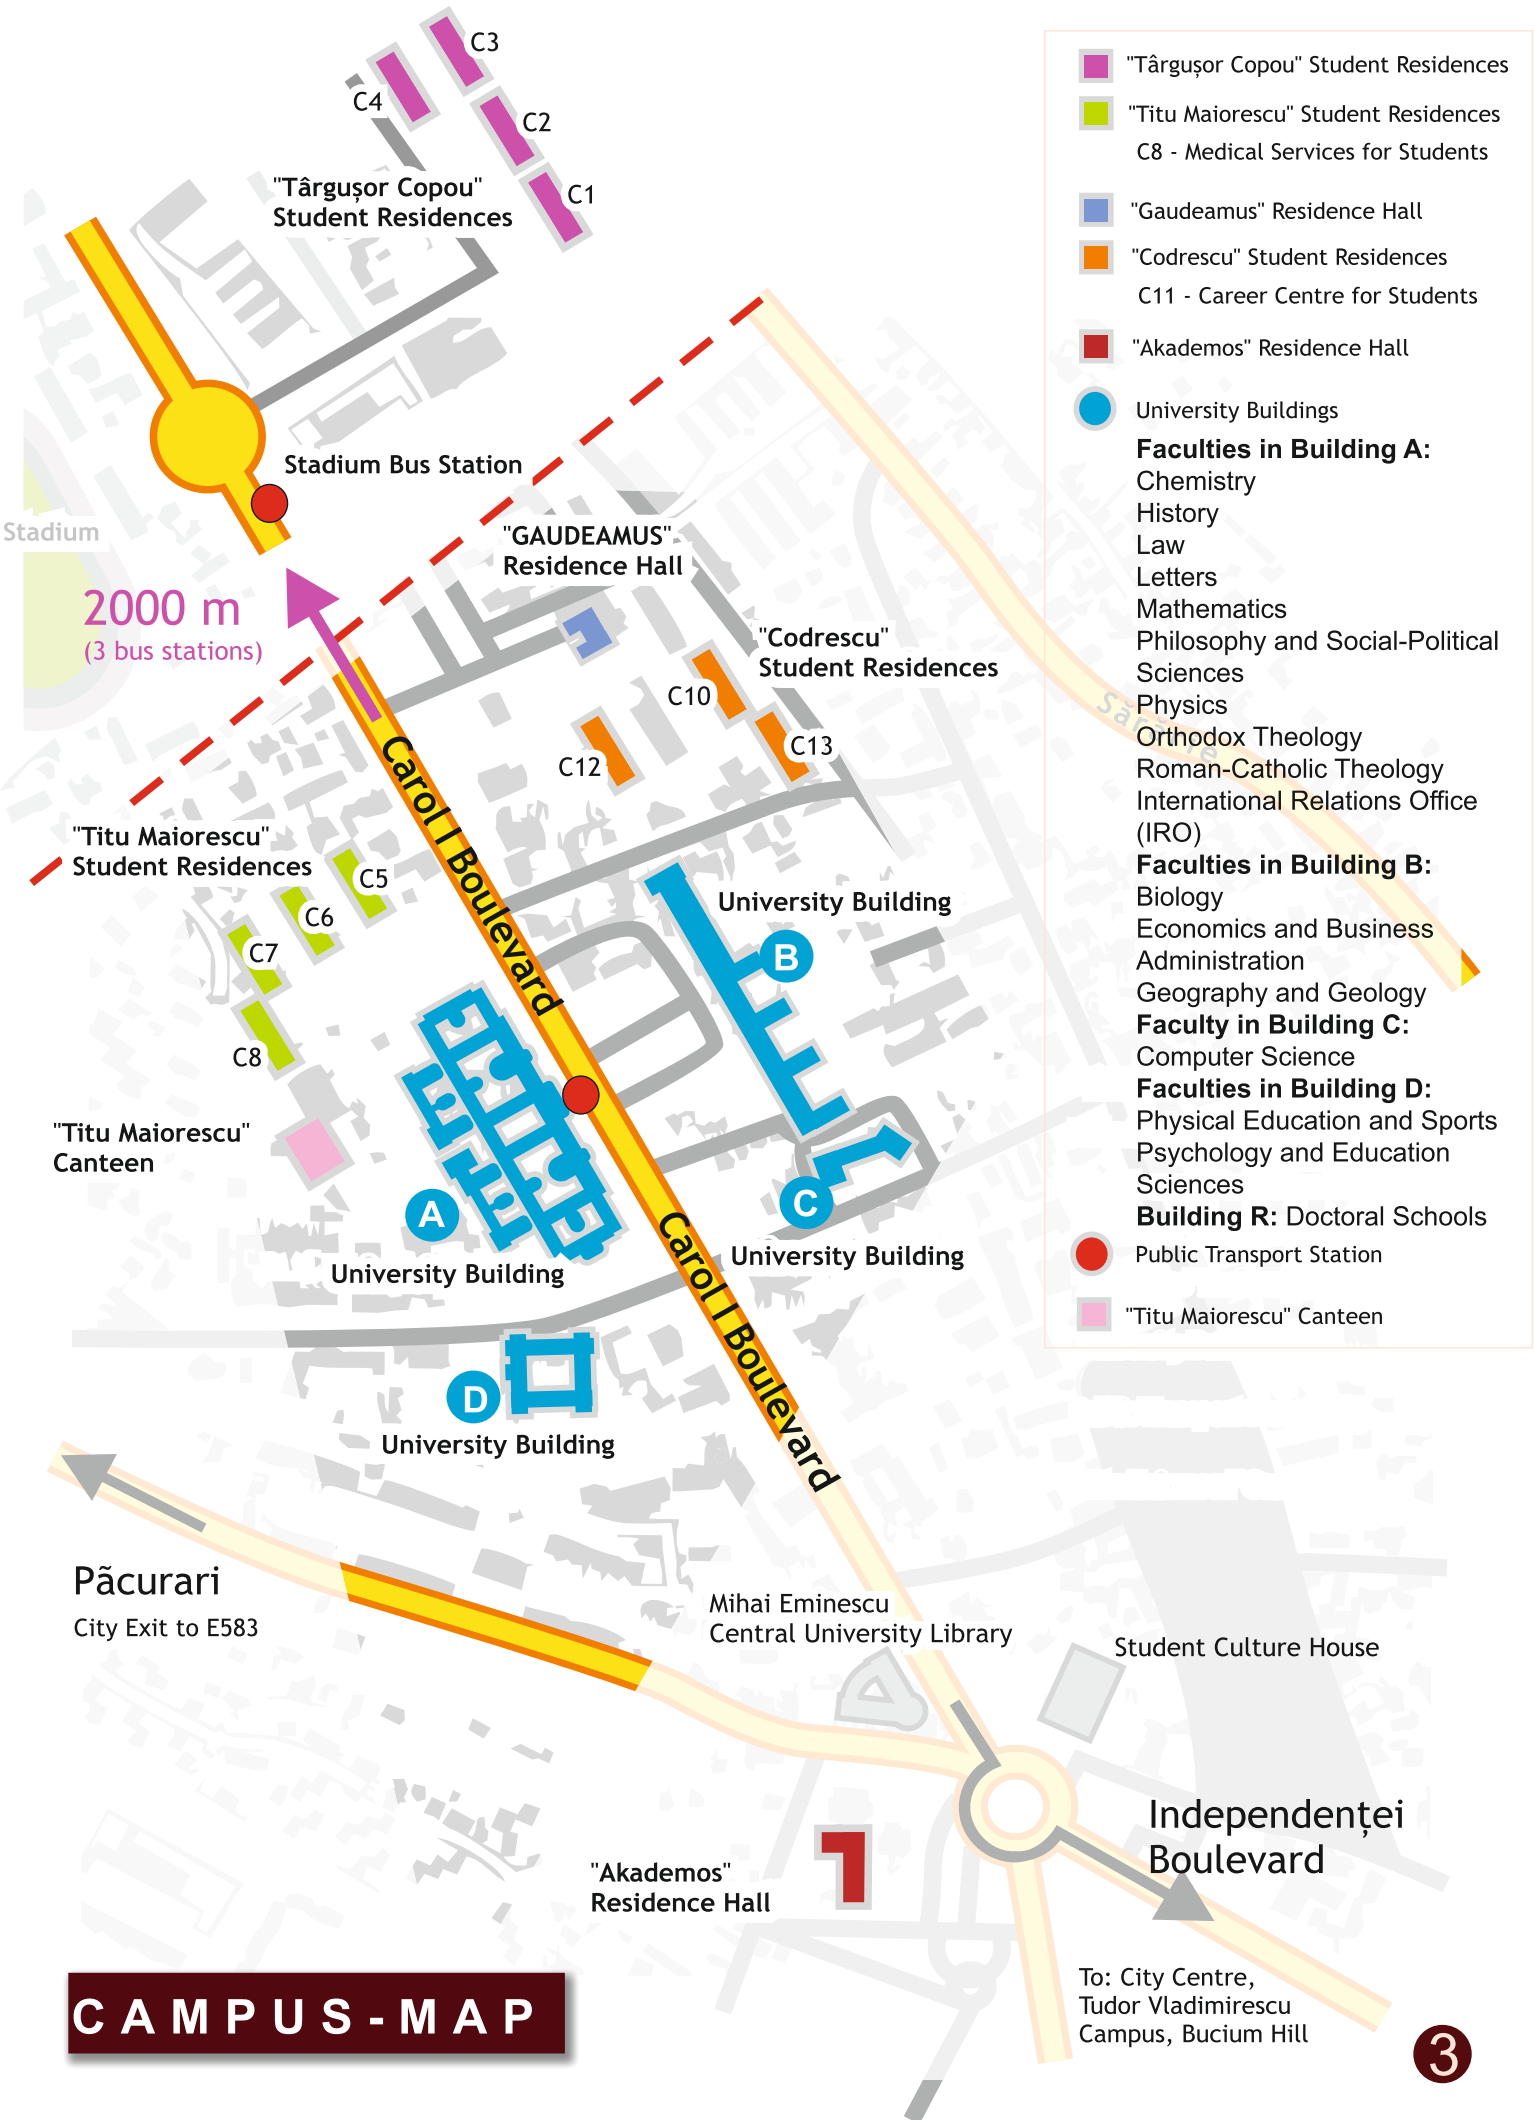 C3
C4
C2
"Târgușor Copou"
Student Residences
C1
Stadium Bus Station
Stadium
"GAUDEAMUS"
Residence Hall
2000 m
(3 bus stations)
"Codrescu"
Student Residences
C10
C13
C12
Carol I Boulevard
"Titu Maiorescu"
Student Residences
C5
C6
C7
C8
University Building
B
"Titu Maiorescu"
Canteen
A
University Building
C
University Building
Carol I Boulevard
D
University Building
Pãcurari
City Exit to E583
Mihai Eminescu
Central University Library
Student Culture House
Independenței
Boulevard
"Akademos"
Residence Hall
To: City Centre,
Tudor Vladimirescu
Campus, Bucium Hill
CAMPUS-MAP
3
"Târgușor Copou" Student Residences
"Titu Maiorescu" Student Residences
C8 - Medical Services for Students
"Gaudeamus" Residence Hall
"Codrescu" Student Residences
C11 - Career Centre for Students
"Akademos" Residence Hall
University Buildings
Faculties in Building A:
Chemistry
History
Law
Letters
Mathematics
Philosophy and Social-Political
Sciences
Physics
Orthodox Theology
Roman-Catholic Theology
International Relations Office
(IRO)
Faculties in Building B:
Biology
Economics and Business
Administration
Geography and Geology
Faculty in Building C:
Computer Science
Faculties in Building D:
Physical Education and Sports
Psychology and Education
Sciences
Building R: Doctoral Schools
Public Transport Station
"Titu Maiorescu" Canteen